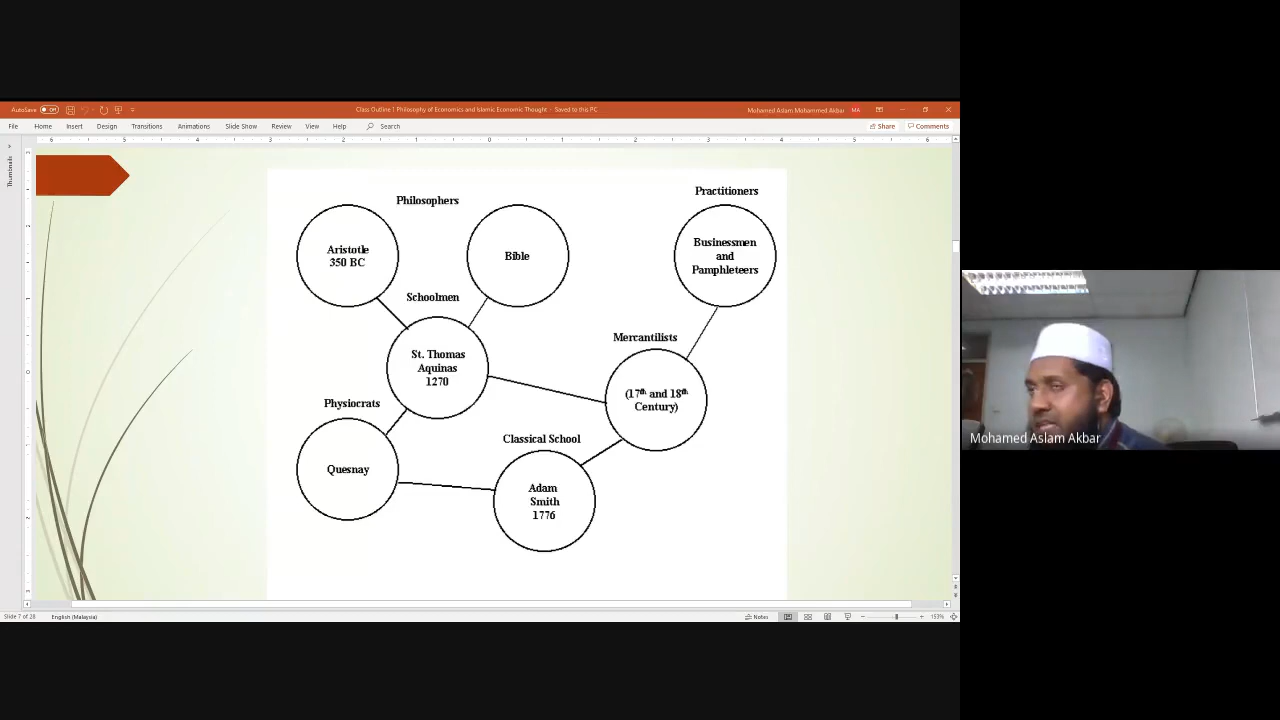 AutoSave Off
Class Outline 1 Philosophy of Economics and Islamic Economic Thought - Saved to this PC
Mohamed Aslam Mohammed Akbar MA
File Home Insert Design Transitions Animations Slide Show Review View Help Search
Share Comments
Thumbnails
Philosophers
Practitioners
Aristotle
350 BC
Bible
Businessmen
and
Pamphleteers
Schoolmen
Mercantilists
St. Thomas
Aquinas
1270
(17th and 18th
Century)
Physiocrats
Classical School
Quesnay
Adam
Smith
1776
Mohamed Aslam Akbar
Slide 7 of 28 English (Malaysia)
Notes
153%